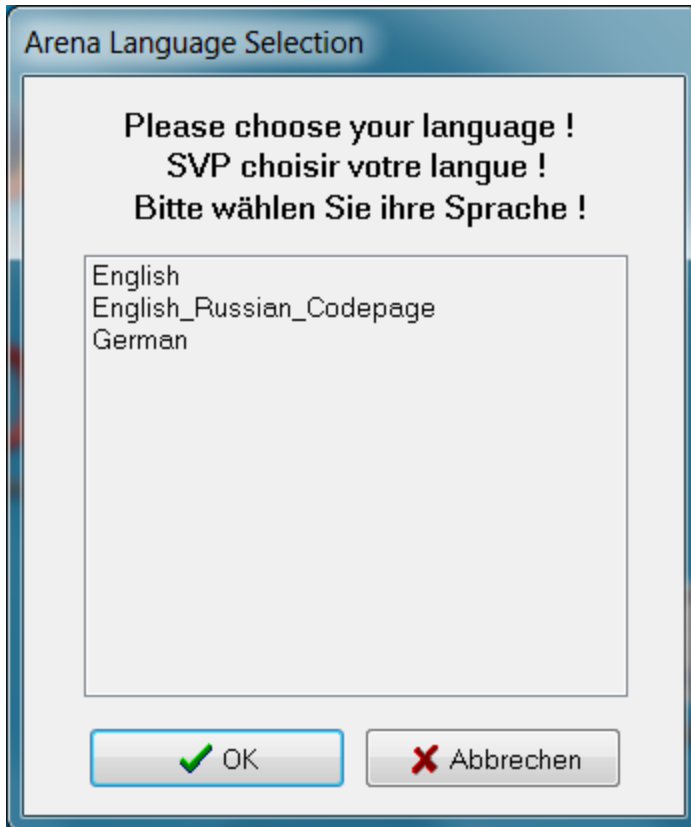 Arena Language Selection
Please choose your language !
SVP choisir votre langue !
Bitte wählen Sie ihre Sprache !
English
English_Russian_Codepage
German
OK
Abbrechen